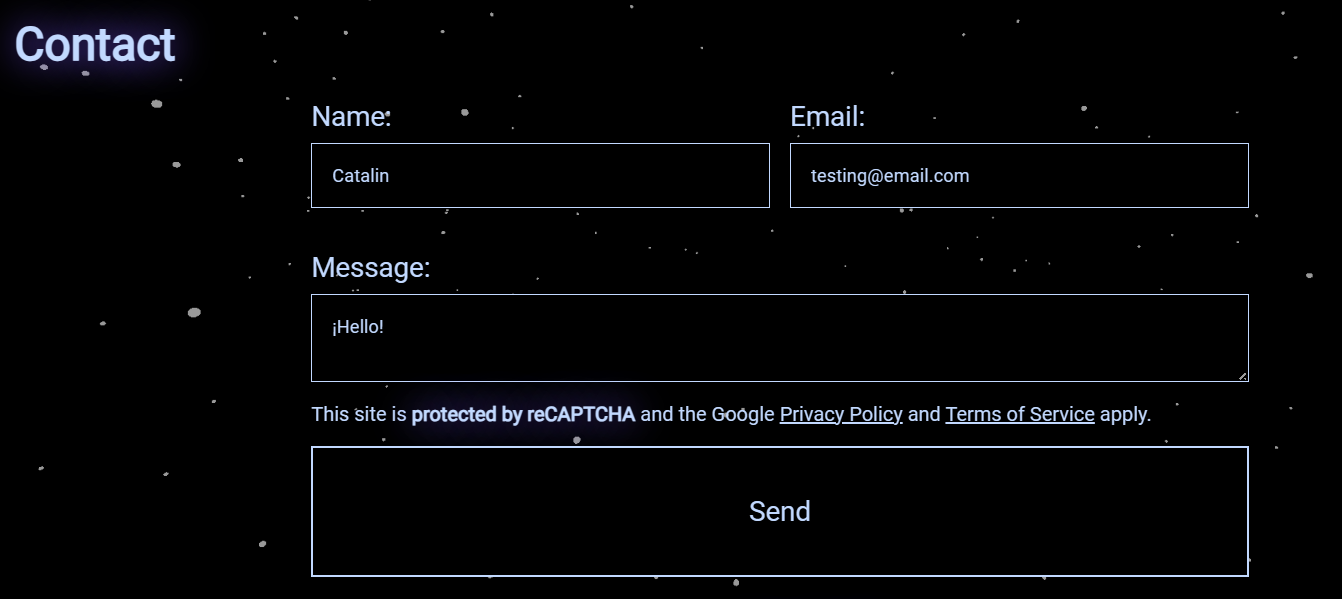 Contact
Name:
Email:
Catalin
testing@email.com
Message:
¡Hello!
This site is protected by reCAPTCHA and the Google Privacy Policy and Terms of Service apply.
Send